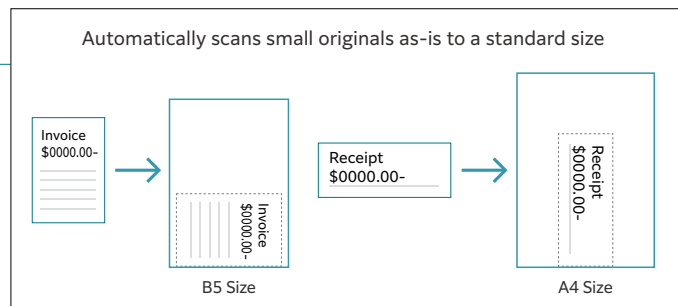 Automatically scans small originals as-is to a standard size
Invoice
$0000.00-
Invoice
$0000.00-
B5 Size
Receipt
$0000.00-
Receipt
$0000.00-
A4 Size